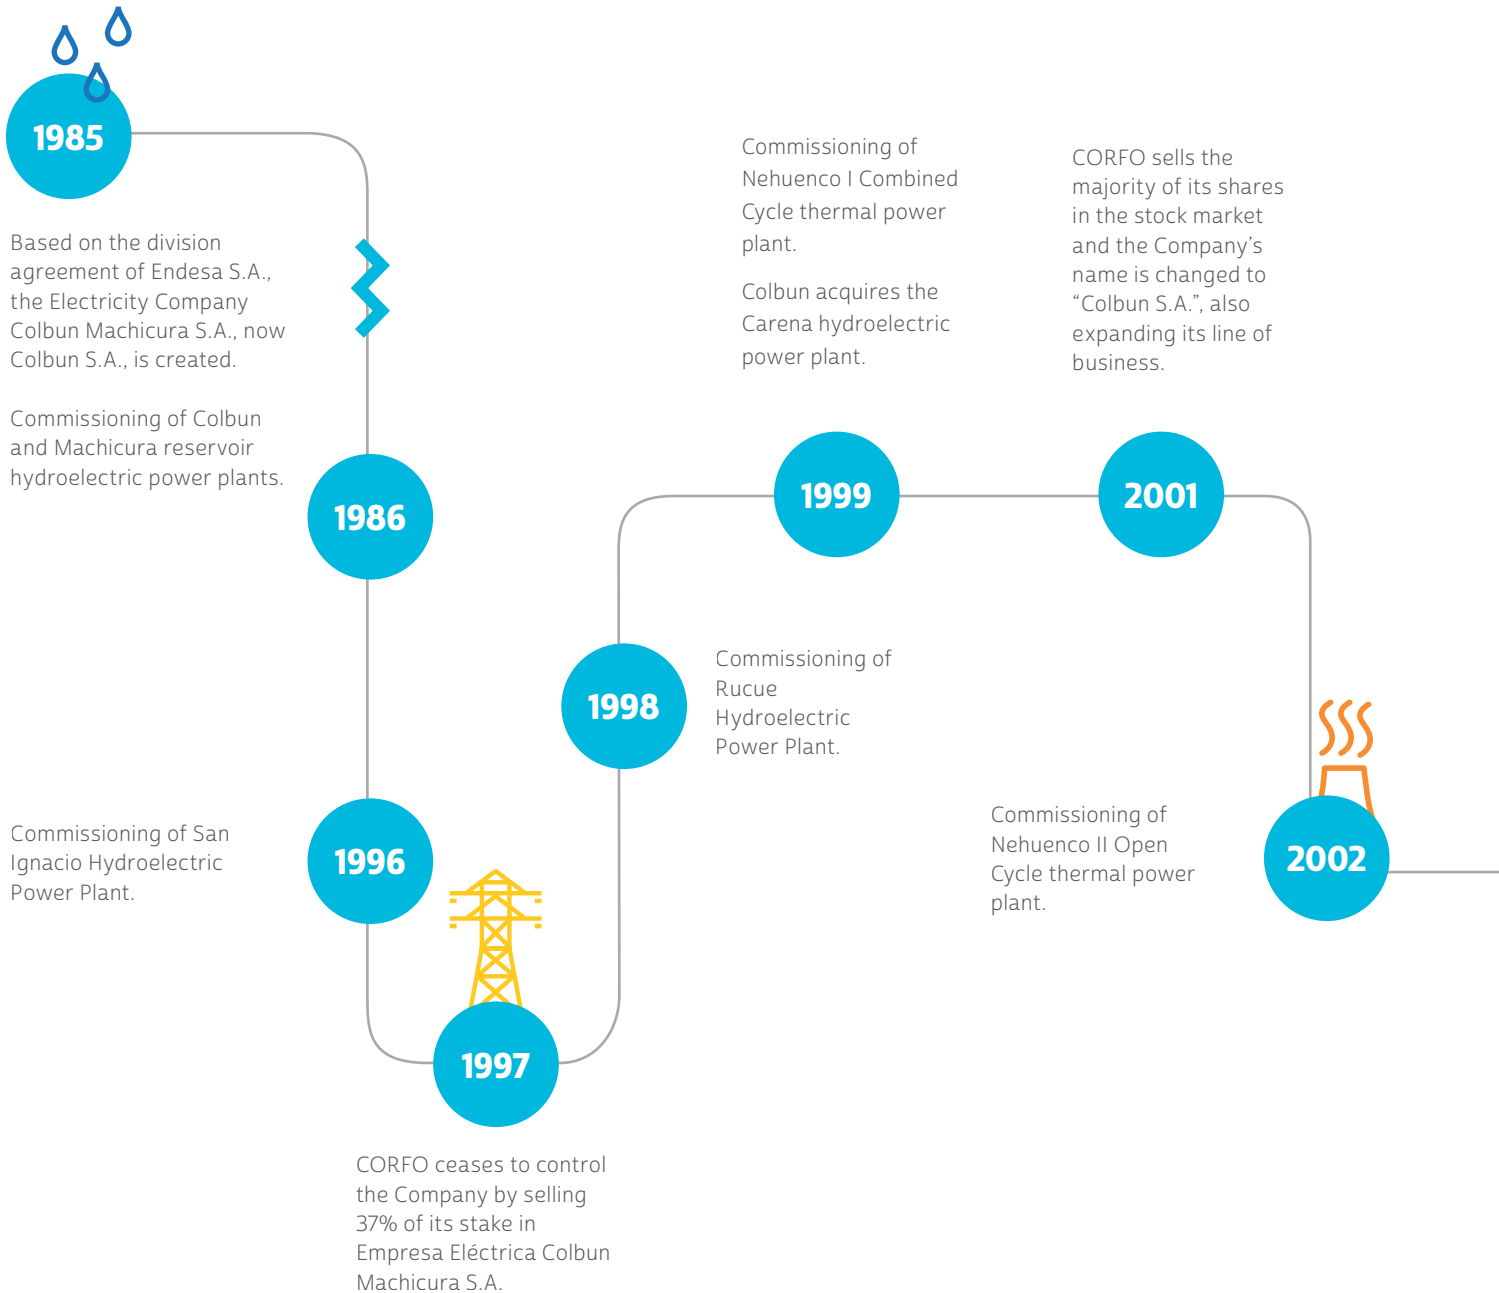 1985
Based on the division
agreement of Endesa S.A.,
the Electricity Company
Colbun Machicura S.A., now
Colbun S.A., is created.
Commissioning of Colbun
and Machicura reservoir
hydroelectric power plants.
1986
Commissioning of San
Ignacio Hydroelectric
Power Plant.
1996
1997
CORFO ceases to control
the Company by selling
37% of its stake in
Empresa Eléctrica Colbun
Machicura S.A.
1998
Commissioning of
Rucue
Hydroelectric
Power Plant.
Commissioning of
Nehuenco I Combined
Cycle thermal power
plant.
Colbun acquires the
Carena hydroelectric
power plant.
1999
CORFO sells the
majority of its shares
in the stock market
and the Company’s
name is changed to
“Colbun S.A.”, also
expanding its line of
business.
2001
Commissioning of
Nehuenco II Open
Cycle thermal power
plant.
2002